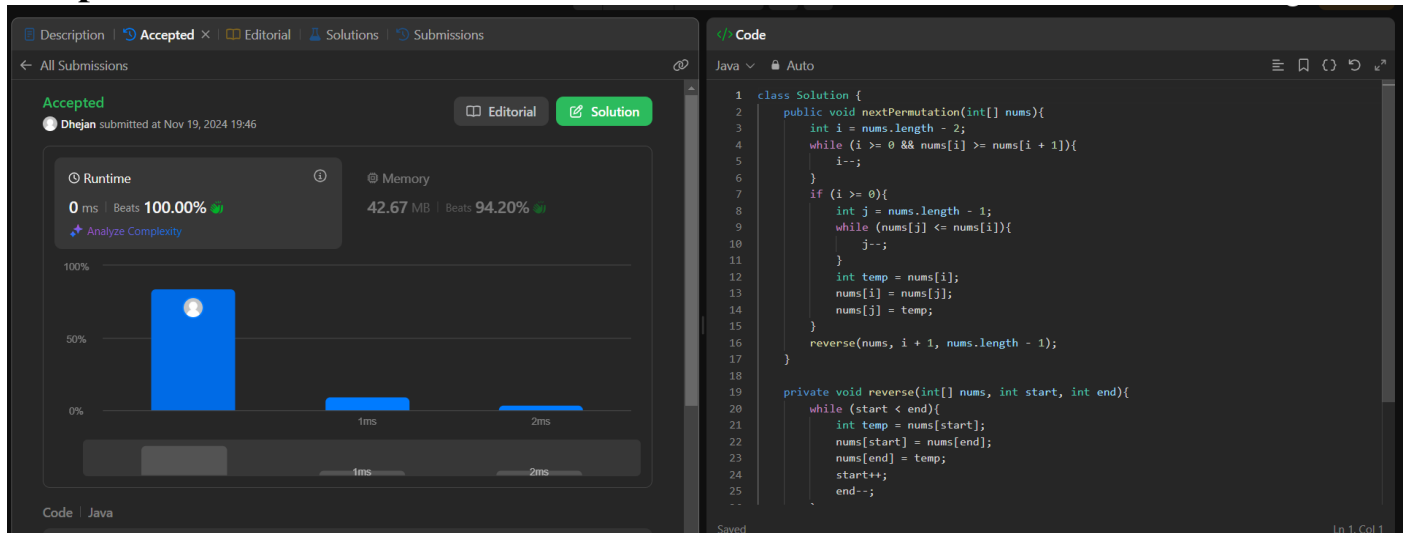 Description | Accepted × | Editorial | Solutions | Submissions
← All Submissions
Accepted
Dhejan submitted at Nov 19, 2024 19:46
Editorial
Solution
Runtime
0 ms | Beats 100.00%
Analyze Complexity
Memory
42.67 MB | Beats 94.20%
100%
50%
0%
1ms
2ms
1ms
2ms
Code | Java
</> Code
Java Auto
1 class Solution {
2 public void nextPermutation(int[] nums){
3 int i = nums.length - 2;
4 while (i >= 0 && nums[i] >= nums[i + 1]){
5 i--;
6 }
7 if (i >= 0){
8 int j = nums.length - 1;
9 while (nums[j] <= nums[i]){
10 j--;
11 }
12 int temp = nums[i];
13 nums[i] = nums[j];
14 nums[j] = temp;
15 }
16 reverse(nums, i + 1, nums.length - 1);
17 }
18
19 private void reverse(int[] nums, int start, int end){
20 while (start < end){
21 int temp = nums[start];
22 nums[start] = nums[end];
23 nums[end] = temp;
24 start++;
25 end--;
Saved
Ln 1, Col 1